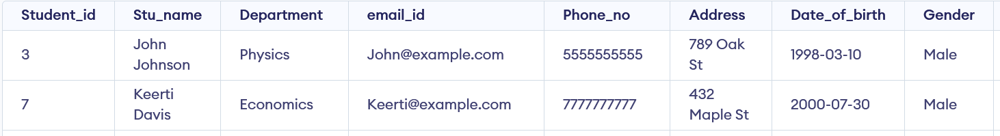 Student_id Stu_name Department email_id Phone_no Address Date_of_birth Gender
3 John Johnson Physics John@example.com 5555555555 789 Oak St 1998-03-10 Male
7 Keerti Davis Economics Keerti@example.com 7777777777 432 Maple St 2000-07-30 Male